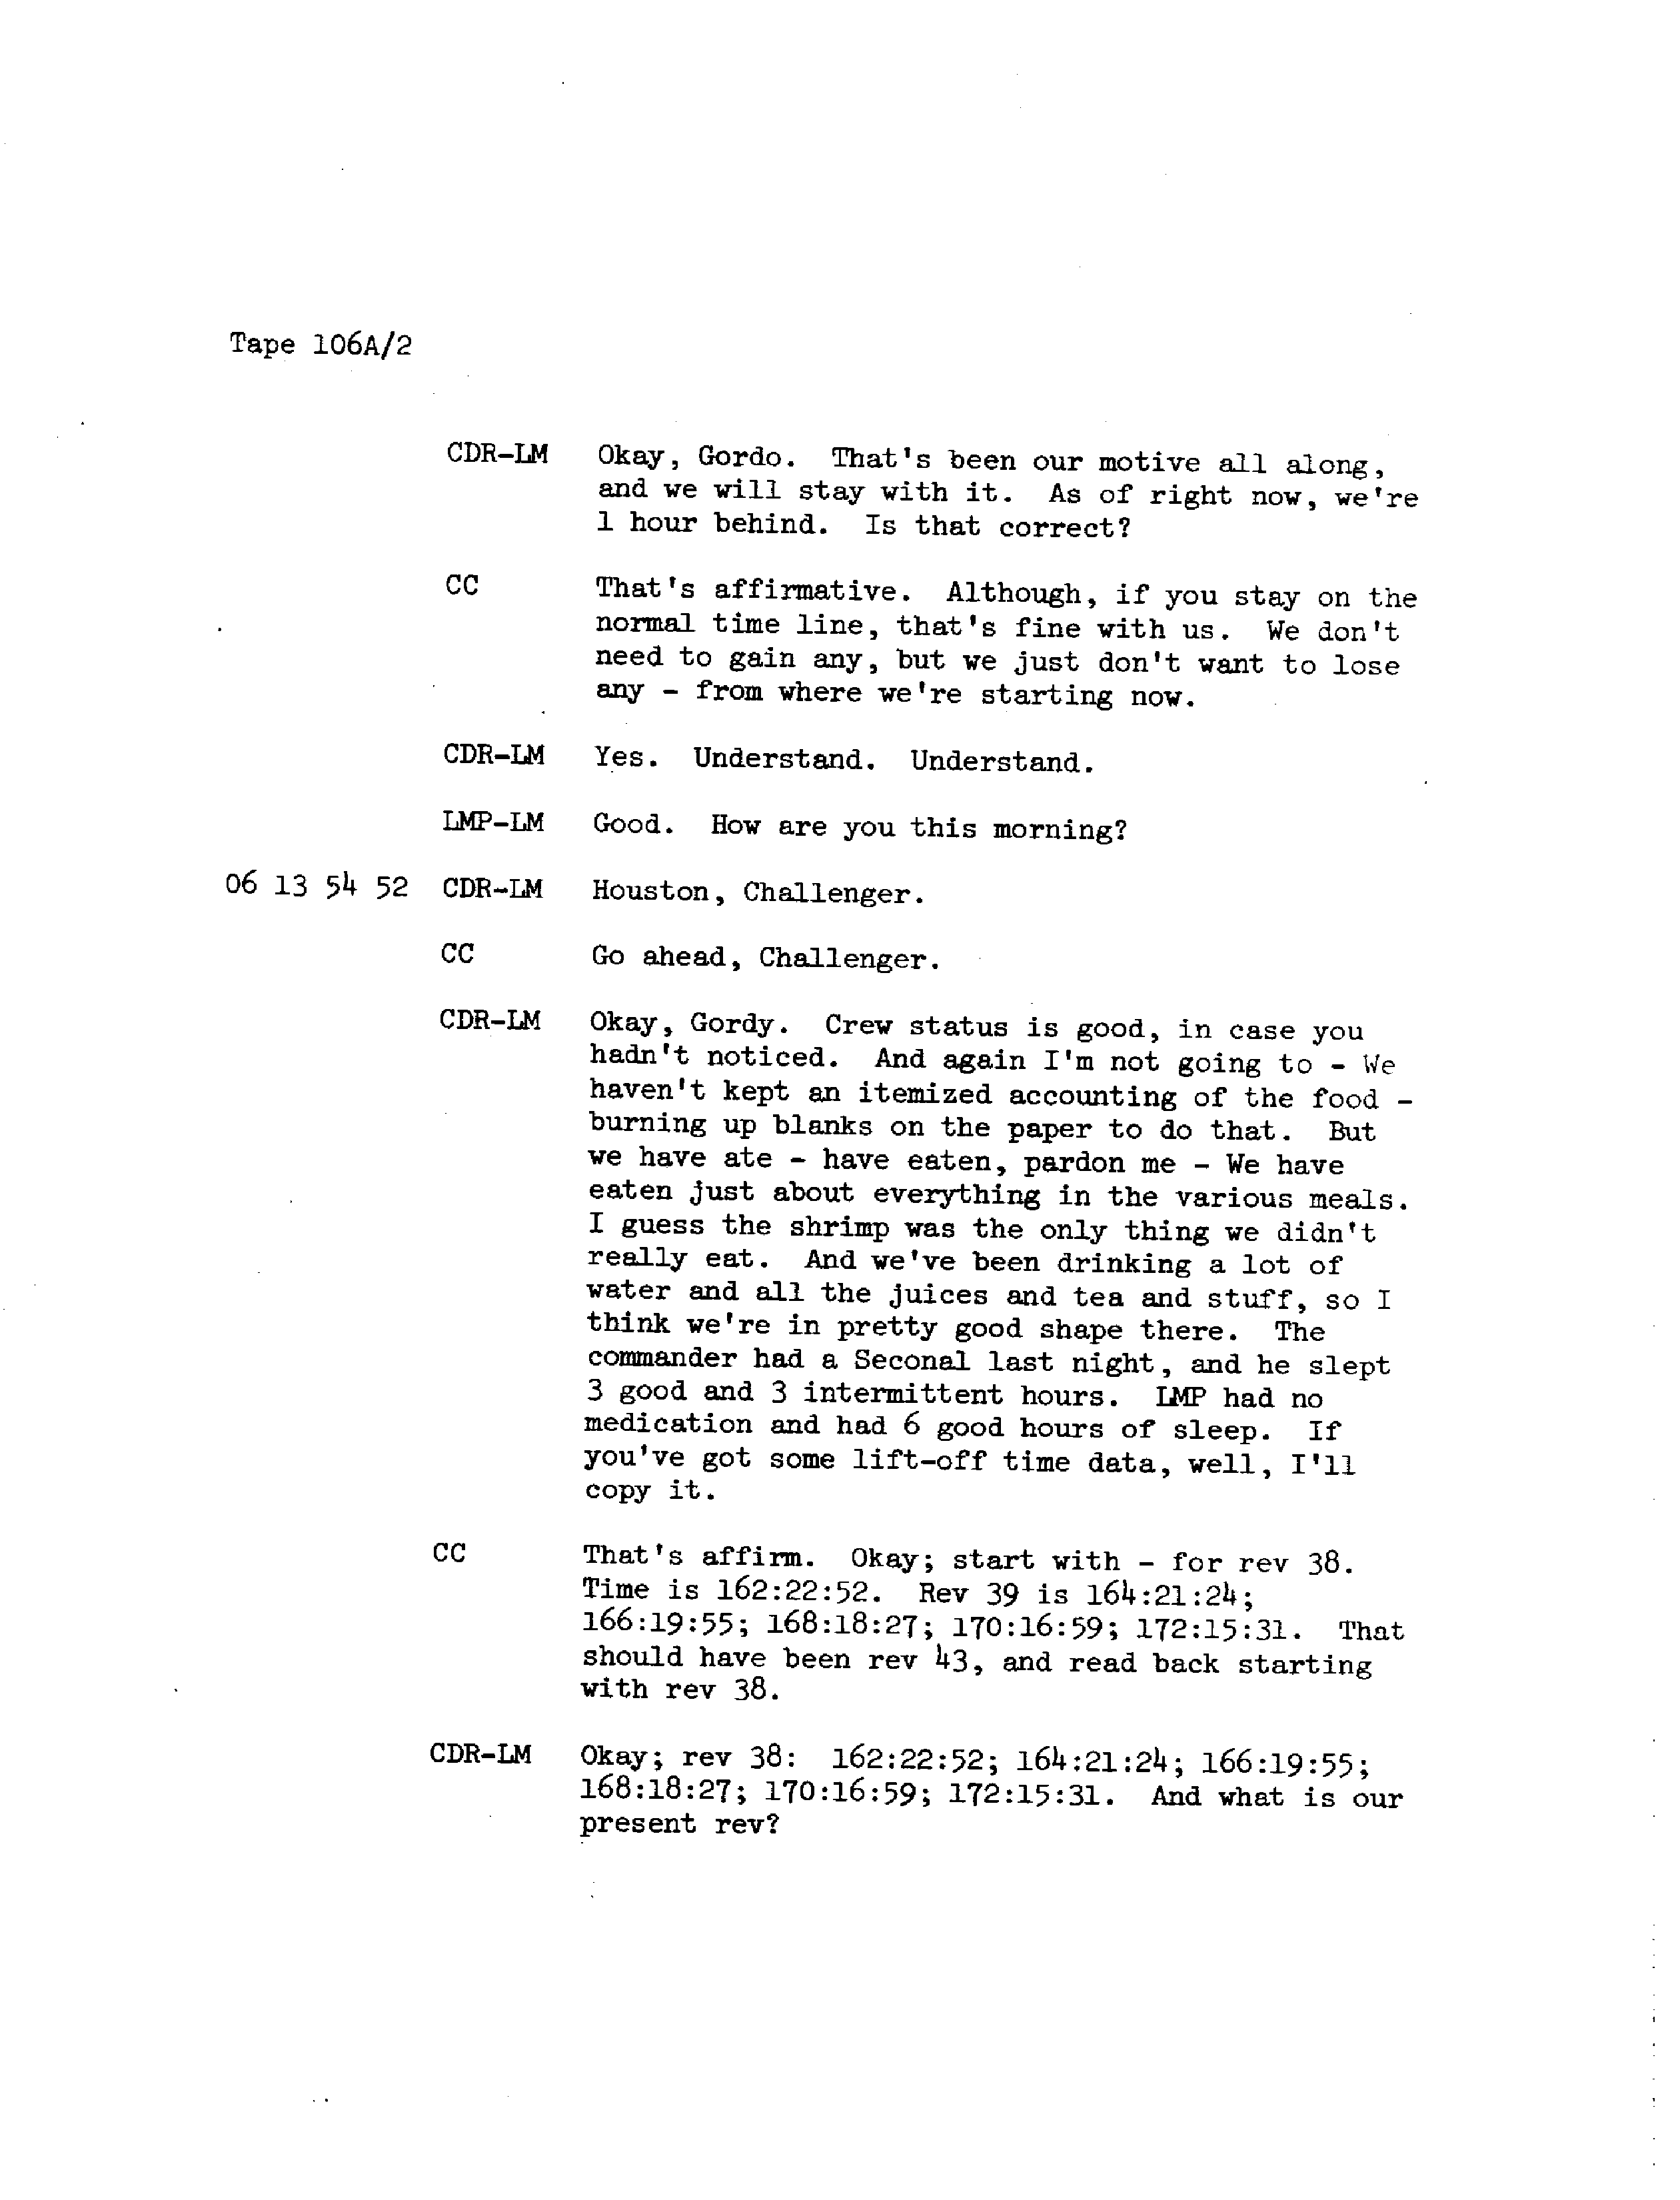 Tape 106A/2
CDR-LM Okay, Gordo. That's been our motive all along,
and we will stay with it. As of right now, we're
1 hour behind. Is that correct?
CC That's affirmative. Although, if you stay on the
normal time line, that's fine with us. We don't
need to gain any, but we just don't want to lose
any - from where we're starting now.
CDR-LM Yes. Understand. Understand.
LMP-LM Good. How are you this morning?
06 13 54 52 CDR-LM Houston, Challenger.
CC Go ahead, Challenger.
CDR-LM Okay, Gordy. Crew status is good, in case you
hadn't noticed. And again I'm not going to - We
haven't kept an itemized accounting of the food -
burning up blanks on the paper to do that. But
we have ate - have eaten, pardon me - We have
eaten just about everything in the various meals.
I guess the shrimp was the only thing we didn't
really eat. And we've been drinking a lot of
water and all the juices and tea and stuff, so I
think we're in pretty good shape there. The
commander had a Seconal last night, and he slept
3 good and 3 intermittent hours. LMP had no
medication and had 6 good hours of sleep. If
you've got some lift-off time data, well, I'll
copy it.
CC That's affirm. Okay; start with - for rev 38.
Time is 162:22:52. Rev 39 is 164:21:24;
166:19:55; 168:18:27; 170:16:59; 172:15:31. That
should have been rev 43, and read back starting
with rev 38.
CDR-LM Okay; rev 38: 162:22:52; 164:21:24; 166:19:55;
168:18:27; 170:16:59; 172:15:31. And what is our
present rev?